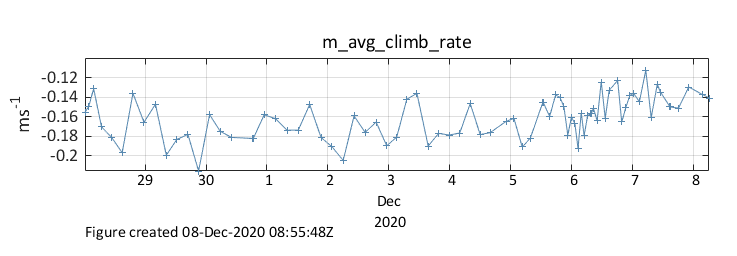 m_avg_climb_rate
-0.12
-0.14
-0.16
-0.18
-0.2
ms-1
29 30 1 2 3 4 5 6 7 8
Dec
2020
Figure created 08-Dec-2020 08:55:48Z